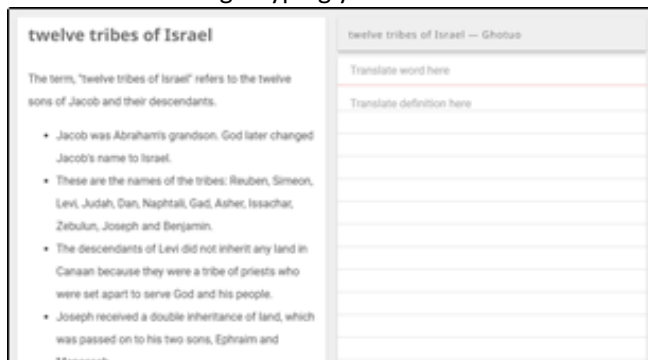 twelve tribes of Israel
The term, "twelve tribes of Israel" refers to the twelve
sons of Jacob and their descendants.
• Jacob was Abraham's grandson. God later changed
Jacob's name to Israel.
• These are the names of the tribes: Reuben, Simeon,
Levi, Judah, Dan, Naphtali, Gad, Asher, Issachar,
Zebulun, Joseph and Benjamin.
• The descendants of Levi did not inherit any land in
Canaan because they were a tribe of priests who
were set apart to serve God and his people.
• Joseph received a double inheritance of land, which
was passed on to his two sons, Ephraim and
twelve tribes of Israel — Ghotuo
Translate word here
Translate definition here